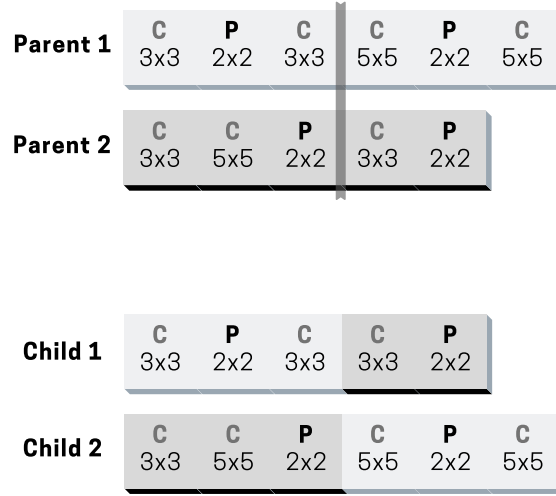 C P C C P C
Parent 1 3x3 2x2 3x3 5x5 2x2 5x5
C C P C P
Parent 2 3x3 5x5 2x2 3x3 2x2
C P C C P
Child 1 3x3 2x2 3x3 3x3 2x2
C C P C P C
Child 2 3x3 5x5 2x2 5x5 2x2 5x5